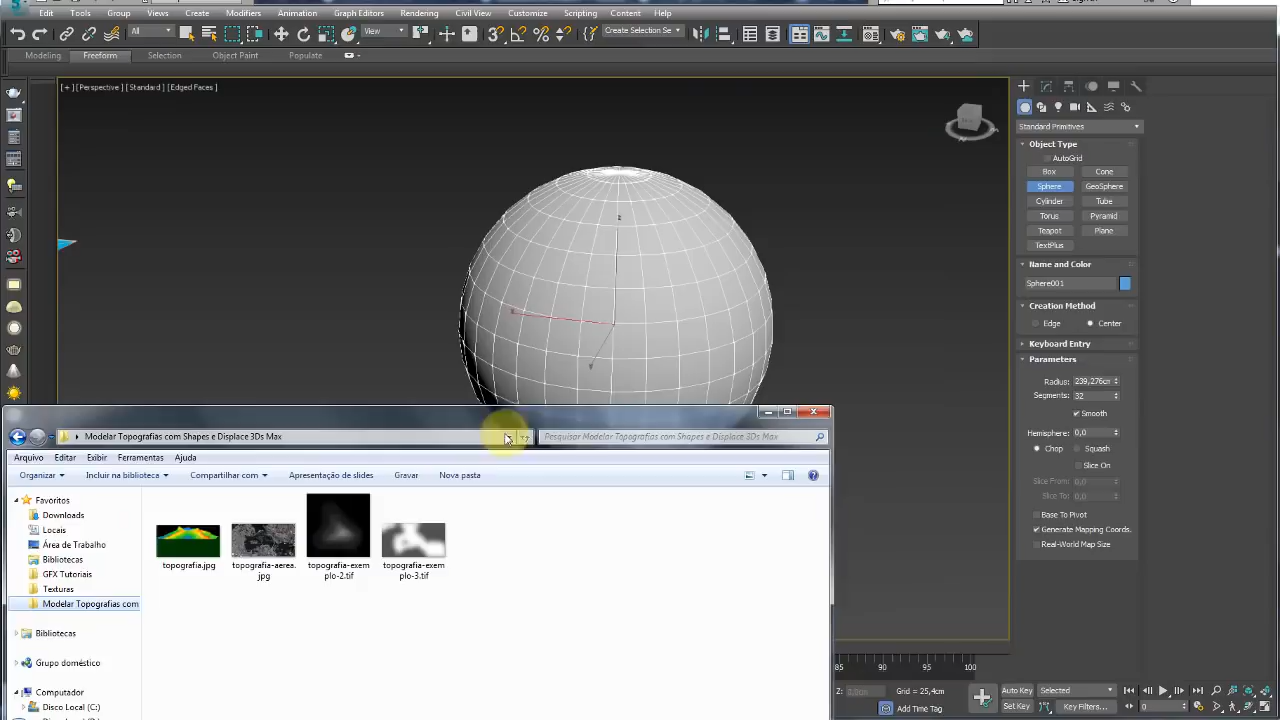 Edit Tools Group Views Create Modifiers Animation Graph Editors Rendering Civil View Customize Scripting Content Help
All View Create Selection Se
Modeling Freeform Selection Object Paint Populate
[+] [Perspective] [Standard] [Edged Faces]
Standard Primitives
Object Type
AutoGrid
Box Cone
Sphere GeoSphere
Cylinder Tube
Torus Pyramid
Teapot Plane
TextPlus
Name and Color
Sphere001
Creation Method
Edge Center
Keyboard Entry
Parameters
Radius: 239,276cm
Segments: 32
Smooth
Hemisphere: 0,0
Chop Squash
Slice On
Slice From: 0,0
Slice To: 0,0
Base To Pivot
Generate Mapping Coords.
Real-World Map Size
z
Modelar Topografias com Shapes e Displace 3Ds Max
Pesquisar Modelar Topografias com Shapes e Displace 3Ds Max
Arquivo Editar Exibir Ferramentas Ajuda
Organizar Incluir na biblioteca Compartilhar com Apresentação de slides Gravar Nova pasta
Favoritos
Downloads
Locais
Área de Trabalho
Bibliotecas
GFX Tutoriais
Texturas
Modelar Topografias com
Bibliotecas
Grupo doméstico
Computador
Disco Local (C:)
topografia.jpg
topografia-aerea.
jpg
topografia-exem
plo-2.tif
topografia-exem
plo-3.tif
85 90 95 100
Z: Grid = 25,4cm
Add Time Tag
Auto Key Selected
Set Key Key Filters...
0